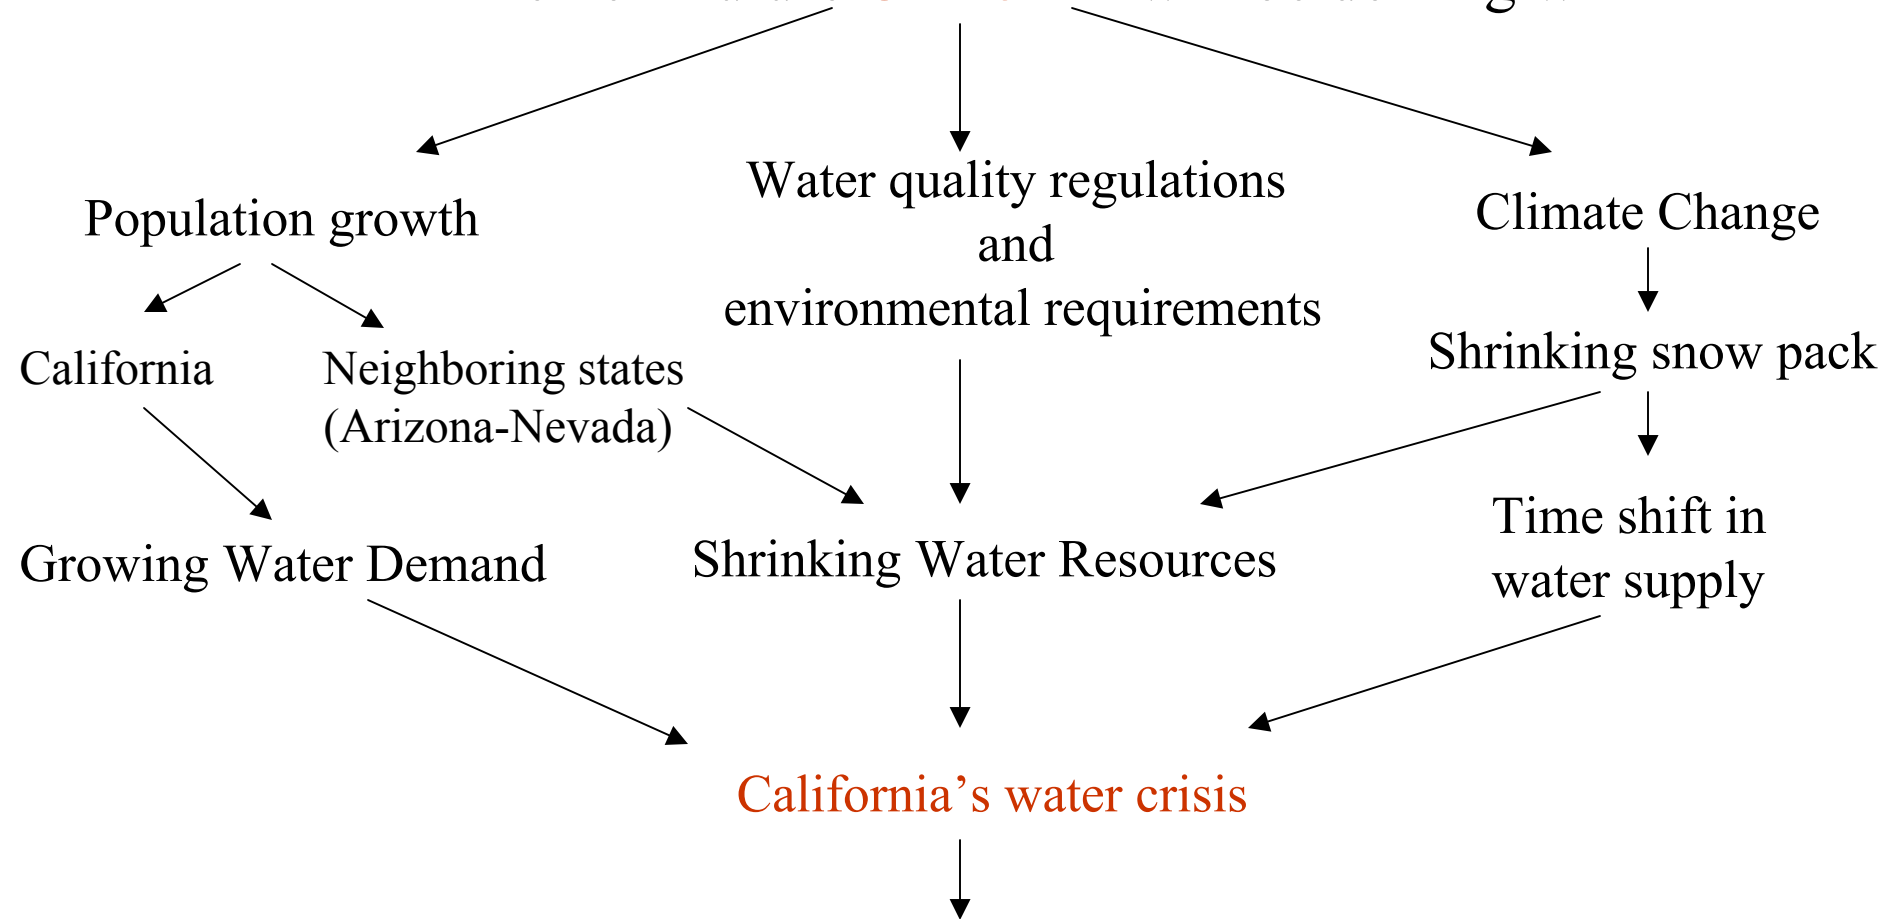 Population growth
Water quality regulations
and
environmental requirements
Climate Change
California
Neighboring states
(Arizona-Nevada)
Shrinking snow pack
Growing Water Demand
Shrinking Water Resources
Time shift in
water supply
California’s water crisis